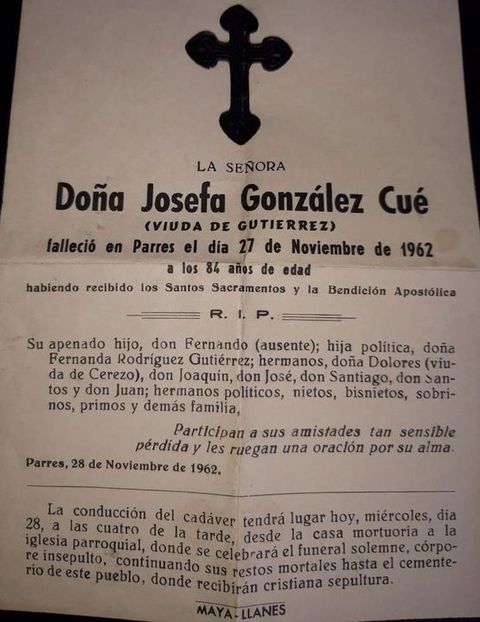 LA SEÑORA
Doña Josefa González Cué
(VIUDA DE GUTIERREZ)
falleció en Parres el día 27 de Noviembre de 1962
a los 84 años de edad
habiendo recibido los Santos Sacramentos y la Bendición Apostólica
R. I. P.
Su apenado hijo, don Fernando (ausente); hija política, doña
Fernanda Rodríguez Gutiérrez; hermanos, doña Dolores (viu-
da de Cerezo), don Joaquín, don José, don Santiago, don San-
tos y don Juan; hermanos políticos, nietos, bisnietos, sobri-
nos, primos y demás familia,
Participan a sus amistades tan sensible
pérdida y les ruegan una oración por su alma.
Parres, 28 de Noviembre de 1962.
La conducción del cadáver tendrá lugar hoy, miércoles, día
28, a las cuatro de la tarde, desde la casa mortuoria a la
iglesia parroquial, donde se celebrará el funeral solemne, córpo-
re insepulto, continuando sus restos mortales hasta el cemente-
rio de este pueblo, donde recibirán cristiana sepultura.
MAYA-LLANES